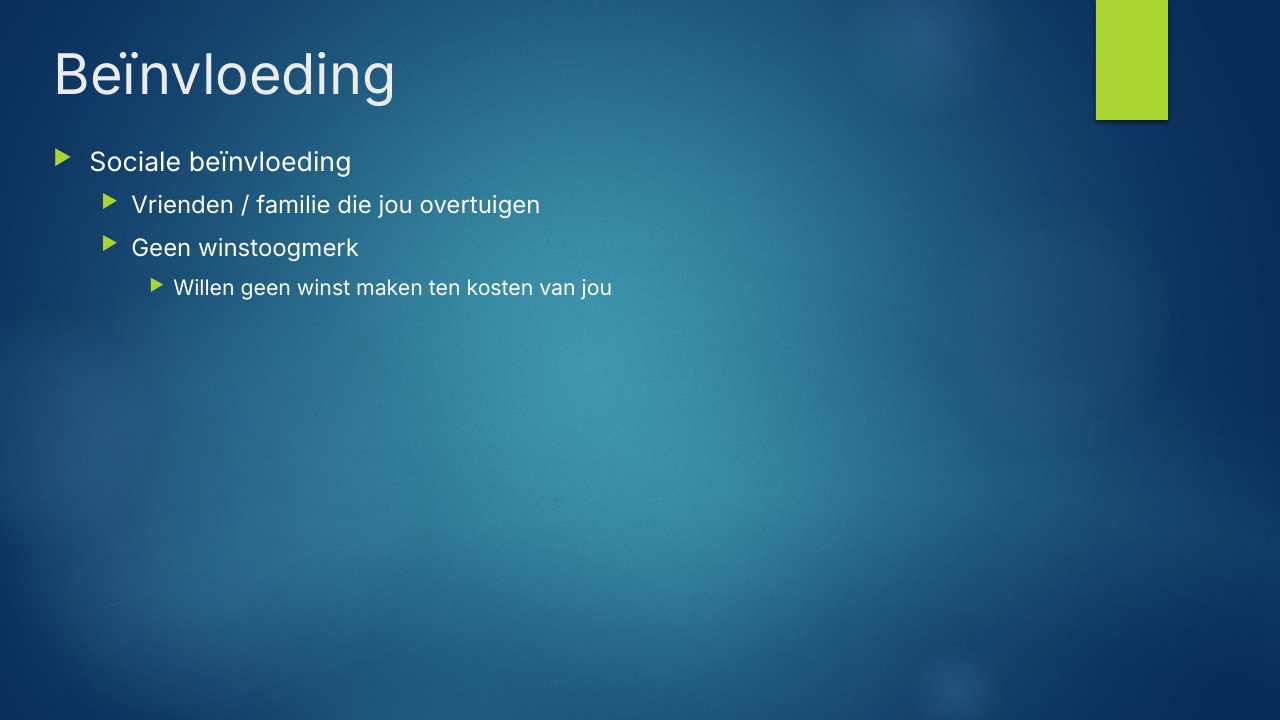 Beïnvloeding
Sociale beïnvloeding
Vrienden / familie die jou overtuigen
Geen winstoogmerk
Willen geen winst maken ten kosten van jou